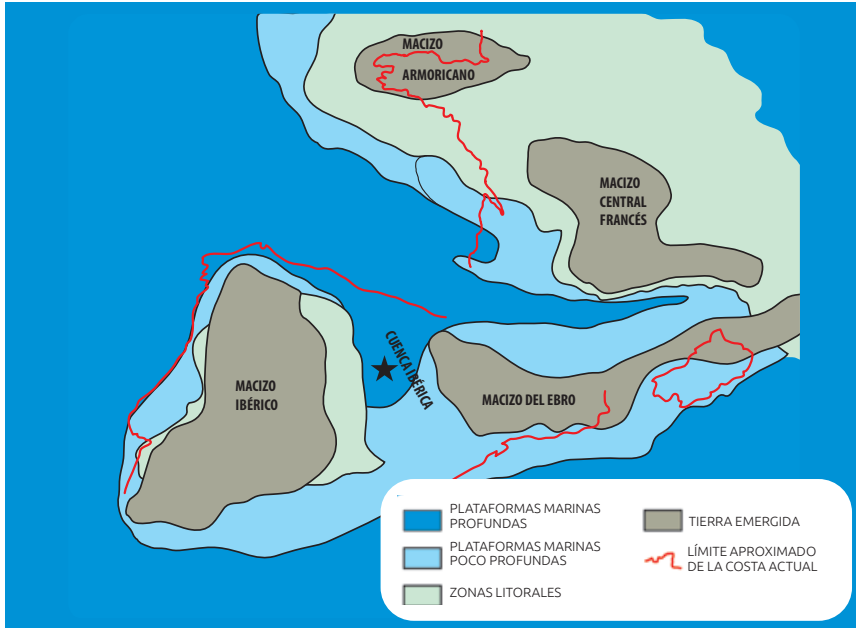 MACIZO
ARMORICANO
MACIZO
CENTRAL
FRANCÉS
CUENCA IBÉRICA
MACIZO
IBÉRICO
MACIZO DEL EBRO
PLATAFORMAS MARINAS
PROFUNDAS
PLATAFORMAS MARINAS
POCO PROFUNDAS
ZONAS LITORALES
TIERRA EMERGIDA
LÍMITE APROXIMADO
DE LA COSTA ACTUAL